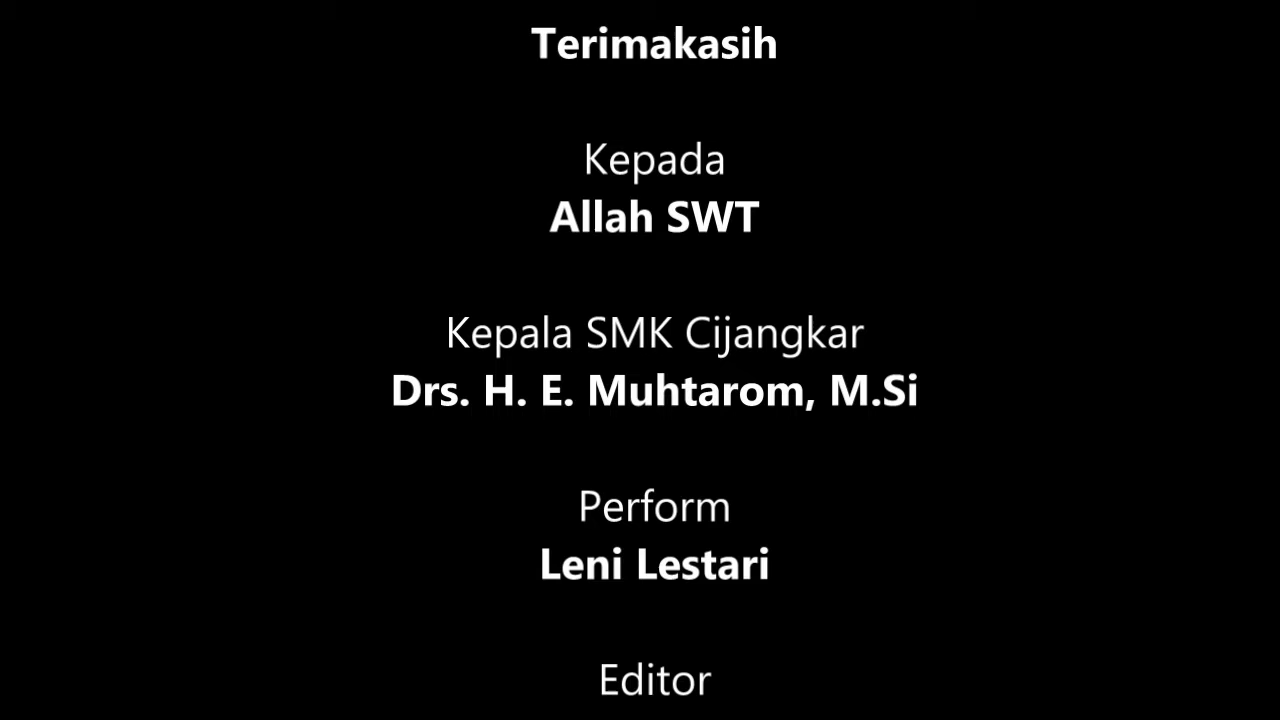 Terimakasih
Kepada
Allah SWT
Kepala SMK Cijangkar
Drs. H. E. Muhtarom, M.Si
Perform
Leni Lestari
Editor